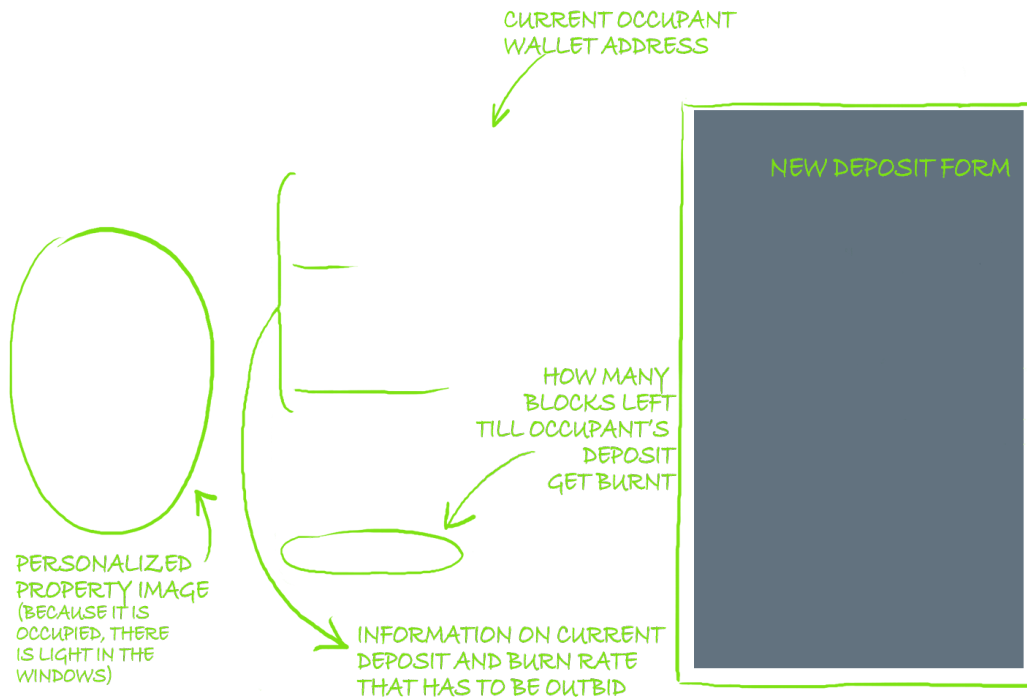 CURRENT OCCUPANT
WALLET ADDRESS
NEW DEPOSIT FORM
HOW MANY
BLOCKS LEFT
TILL OCCUPANT'S
DEPOSIT
GET BURNT
PERSONALIZED
PROPERTY IMAGE
(BECAUSE IT IS
OCCUPIED, THERE
IS LIGHT IN THE
WINDOWS)
INFORMATION ON CURRENT
DEPOSIT AND BURN RATE
THAT HAS TO BE OUTBID